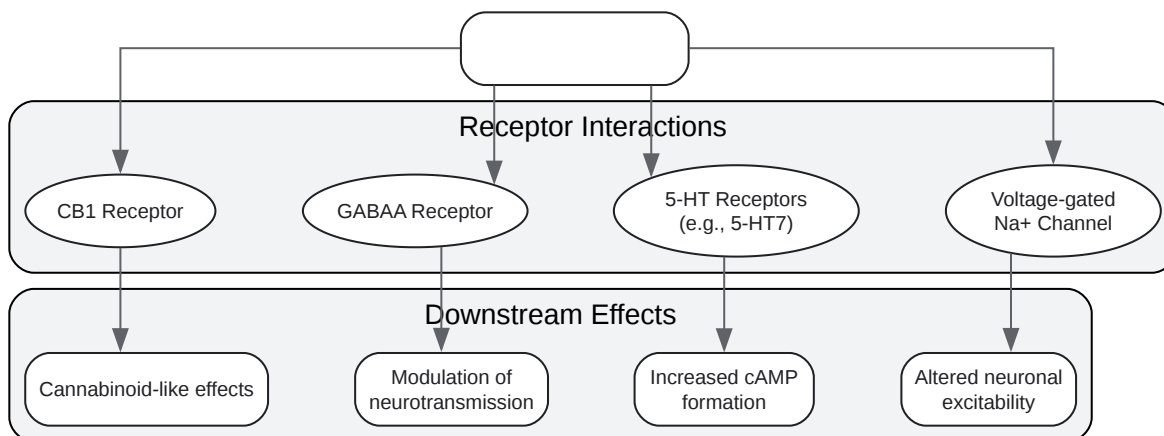 Receptor Interactions
CB1 Receptor
GABAA Receptor
5-HT Receptors
(e.g., 5-HT7)
Voltage-gated
Na+ Channel
Downstream Effects
Cannabinoid-like effects
Modulation of
neurotransmission
Increased cAMP
formation
Altered neuronal
excitability